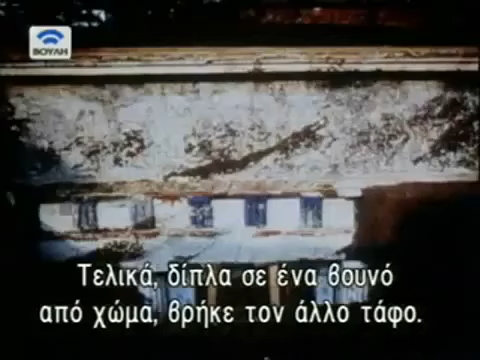 ΒΟΥΛΗ
Τελικά, δίπλα σε ένα βουνό
από χώμα, βρήκε τον άλλο τάφο.